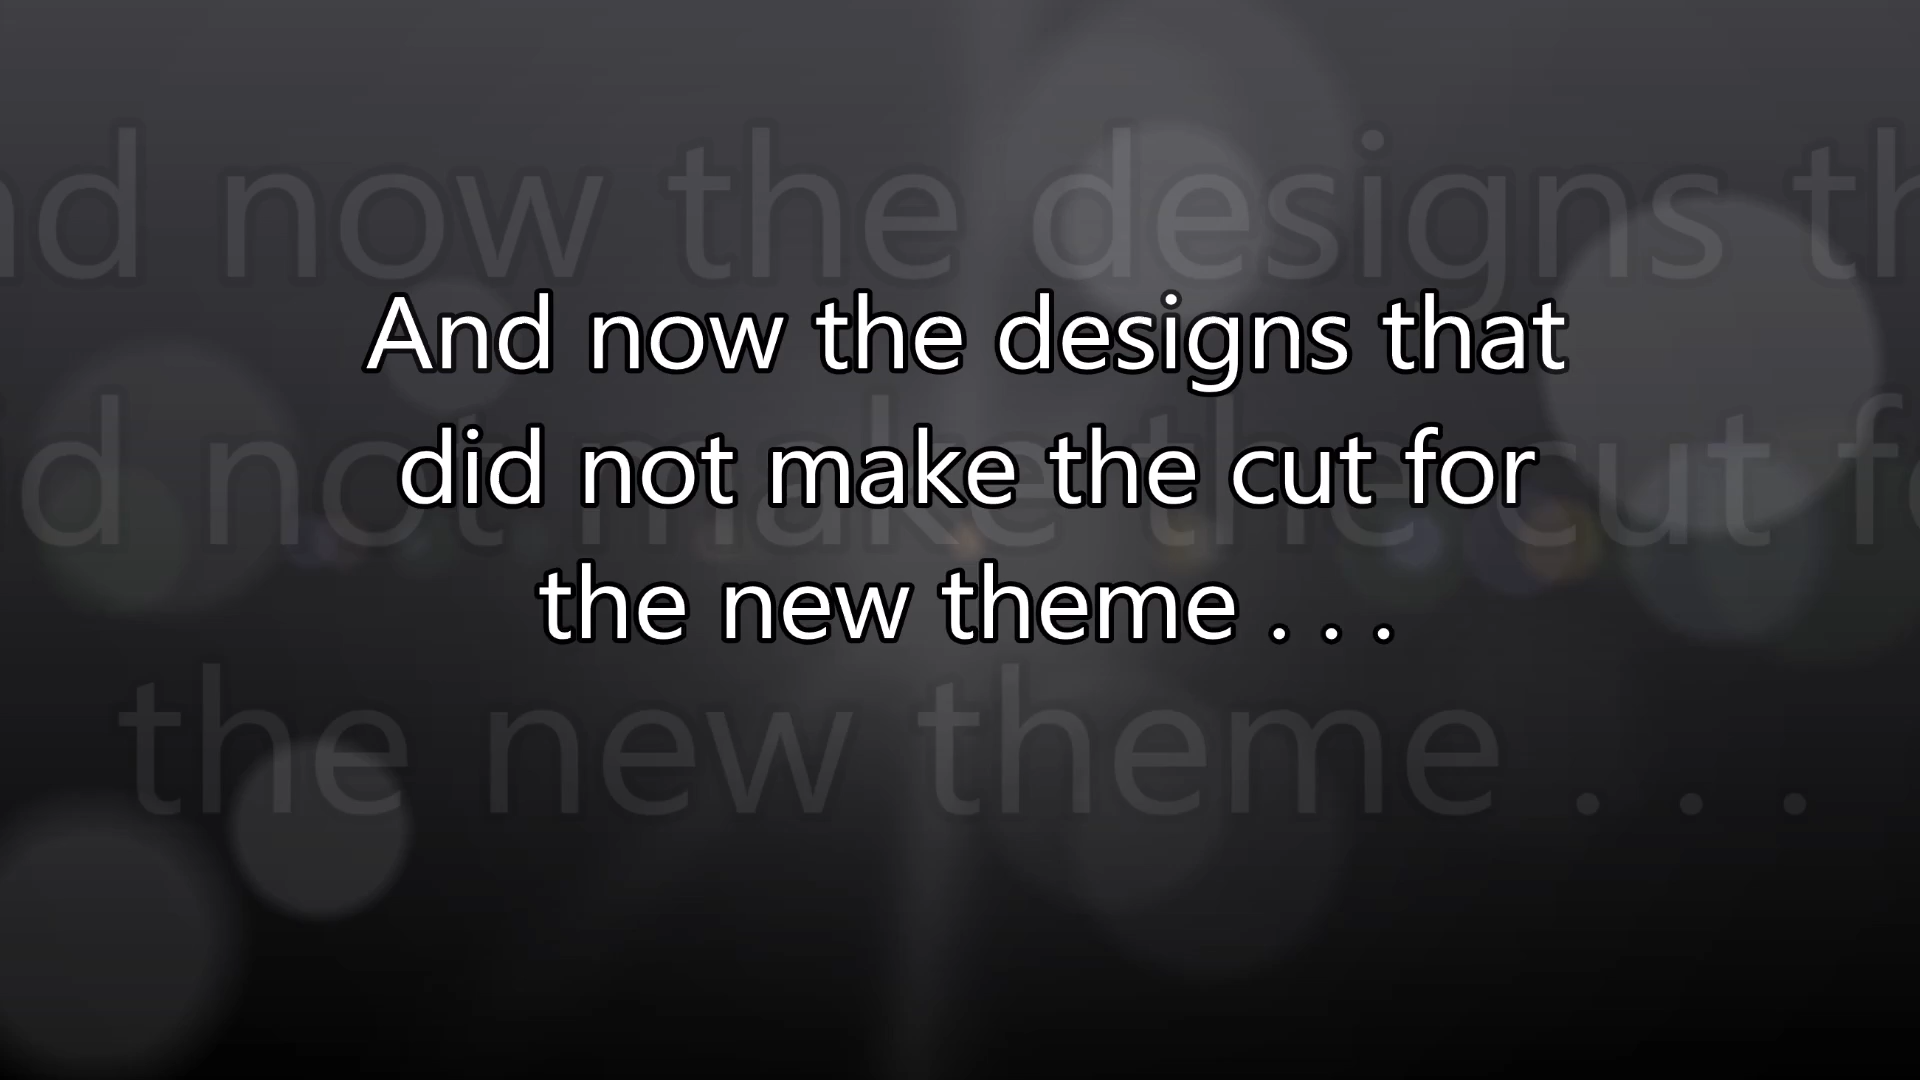 And now the designs that
did not make the cut for
the new theme . . .